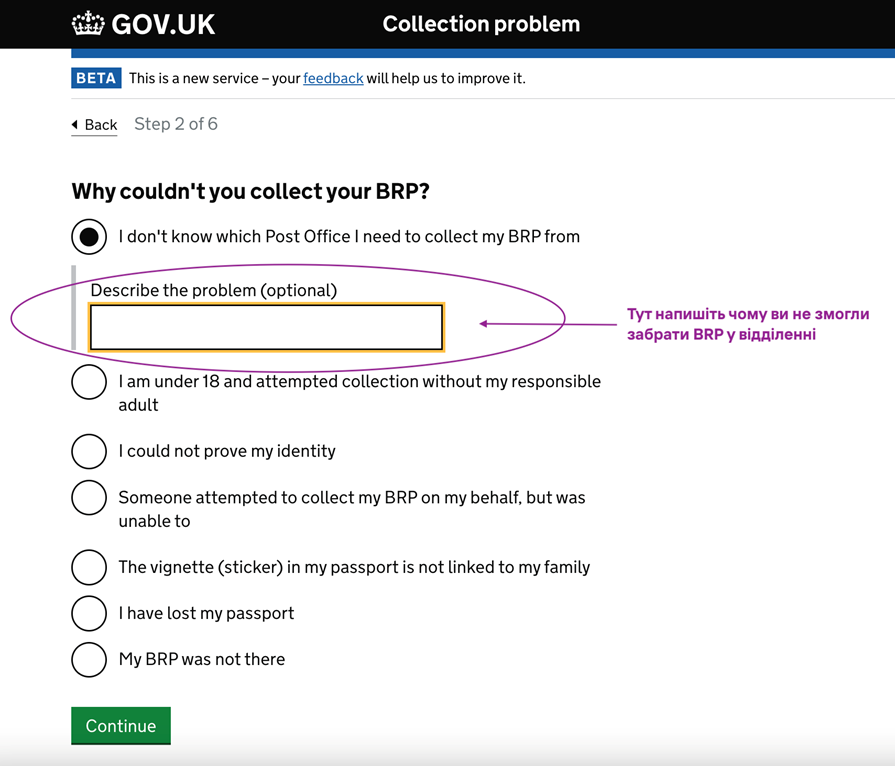 GOV.UK
Collection problem
BETA This is a new service – your feedback will help us to improve it.
Back Step 2 of 6
Why couldn't you collect your BRP?
I don't know which Post Office I need to collect my BRP from
Describe the problem (optional)
Тут напишіть чому ви не змогли
забрати BRP у відділенні
I am under 18 and attempted collection without my responsible
adult
I could not prove my identity
Someone attempted to collect my BRP on my behalf, but was
unable to
The vignette (sticker) in my passport is not linked to my family
I have lost my passport
My BRP was not there
Continue